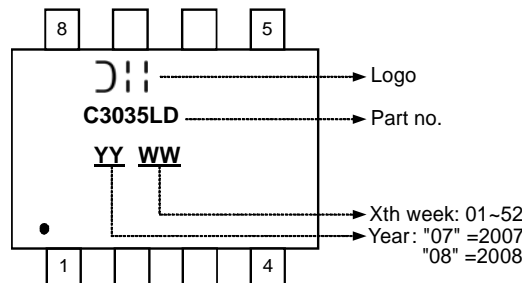 8 5
Logo
C3035LD Part no.
YY WW
Xth week: 01~52
Year: "07" =2007
"08" =2008
1 4